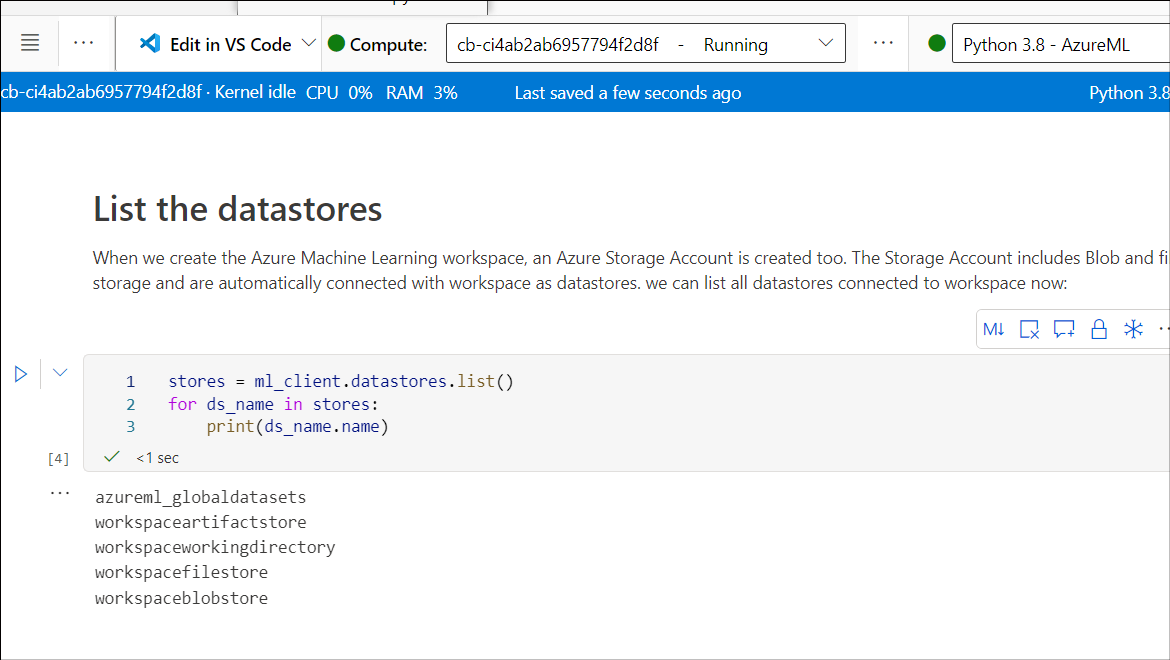 Edit in VS Code
Compute:
cb-ci4ab2ab6957794f2d8f - Running
Python 3.8 - AzureML
cb-ci4ab2ab6957794f2d8f · Kernel idle CPU 0% RAM 3%
Last saved a few seconds ago
Python 3.8
List the datastores
When we create the Azure Machine Learning workspace, an Azure Storage Account is created too. The Storage Account includes Blob and fi
storage and are automatically connected with workspace as datastores. we can list all datastores connected to workspace now:
M↓
1 stores = ml_client.datastores.list()
2 for ds_name in stores:
3     print(ds_name.name)
[4]
<1 sec
azureml_globaldatasets
workspaceartifactstore
workspaceworkingdirectory
workspacefilestore
workspaceblobstore